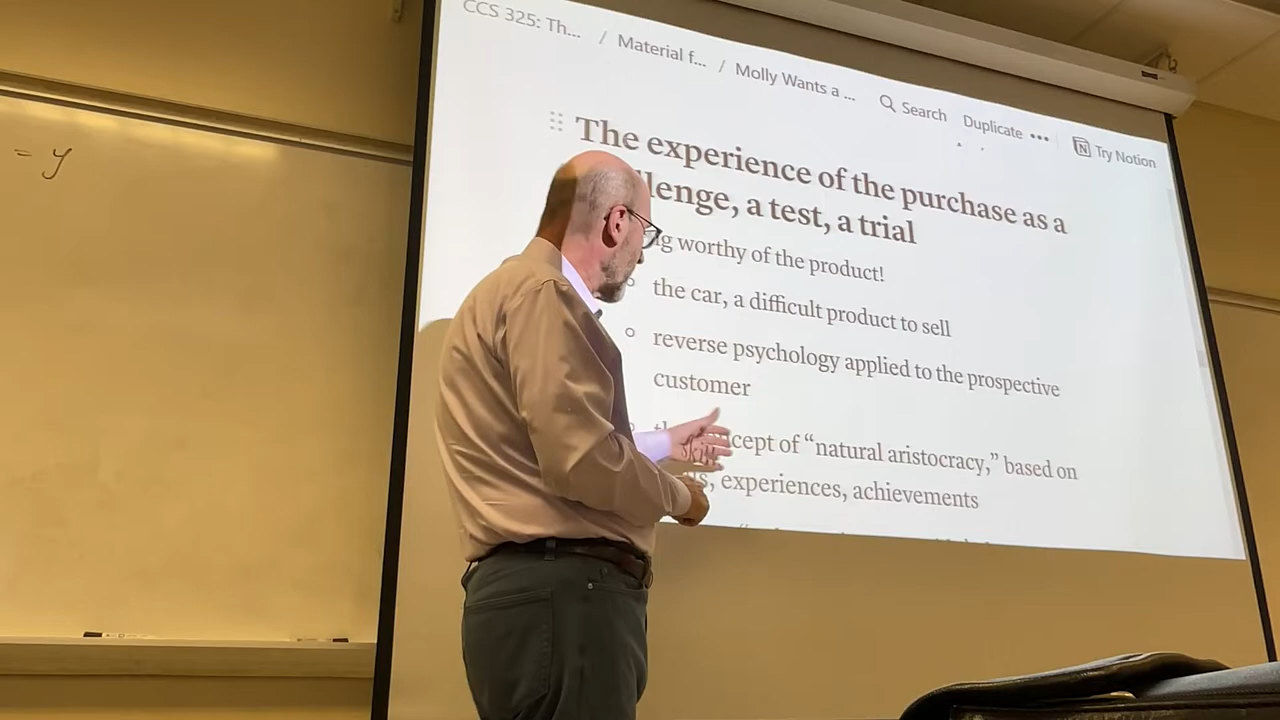 CCS 325: Th... / Material f... / Molly Wants a ... Search Duplicate ••• Try Notion
= y
The experience of the purchase as a
lenge, a test, a trial
worthy of the product!
the car, a difficult product to sell
reverse psychology applied to the prospective
customer
of “natural aristocracy,” based on
experiences, achievements